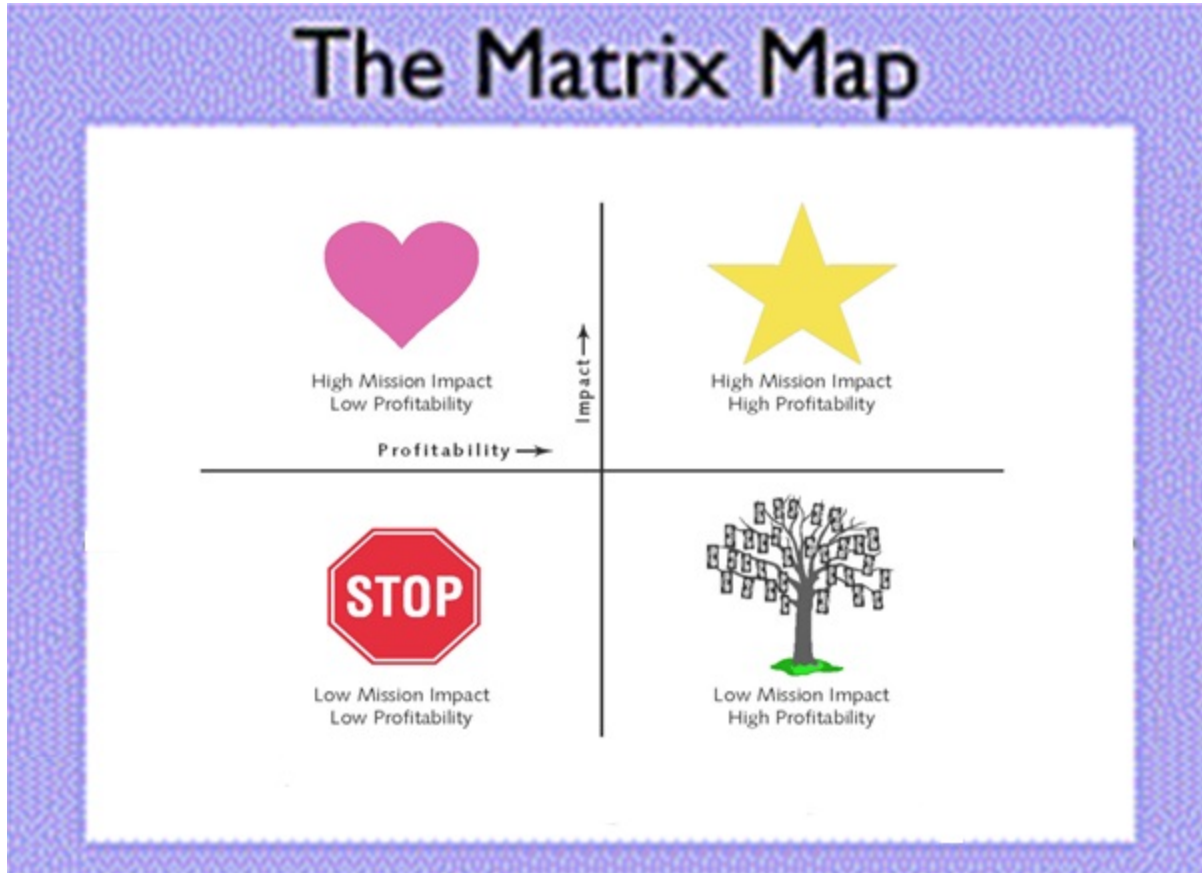 The Matrix Map
High Mission Impact
Low Profitability
High Mission Impact
High Profitability
Impact
Profitability
STOP
Low Mission Impact
Low Profitability
Low Mission Impact
High Profitability